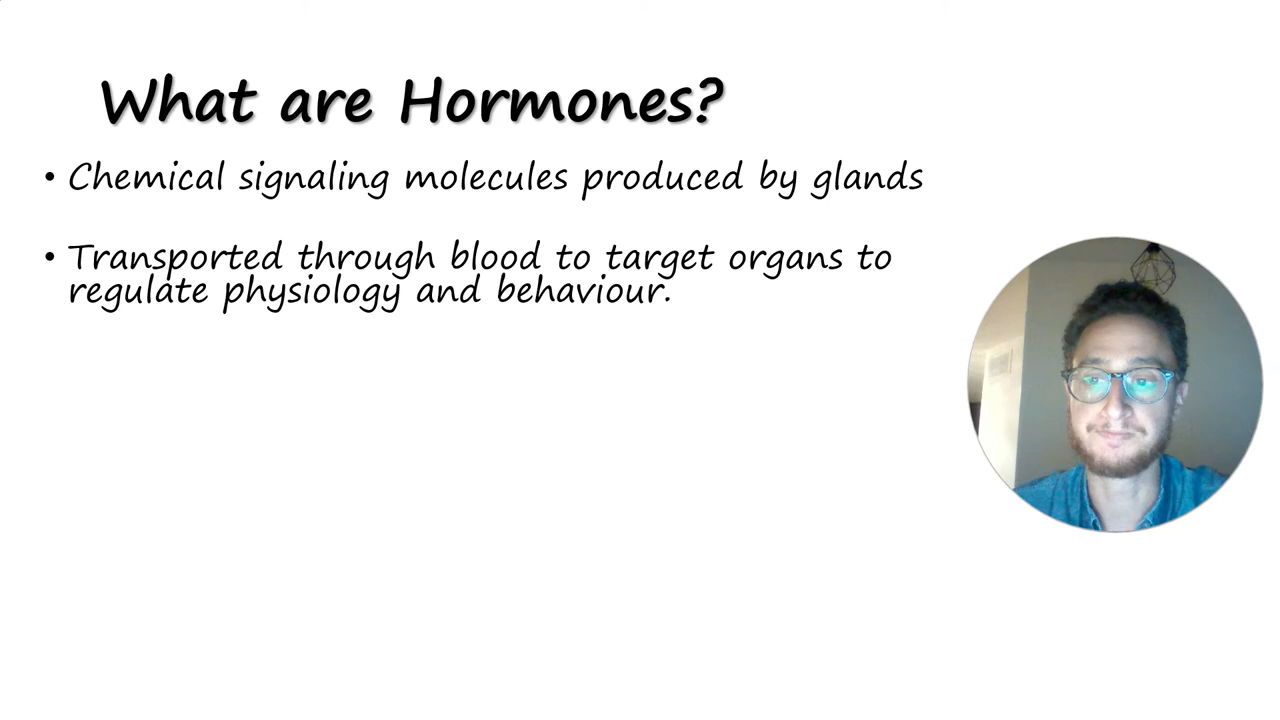 What are Hormones?
• Chemical signaling molecules produced by glands
• Transported through blood to target organs to
regulate physiology and behaviour.